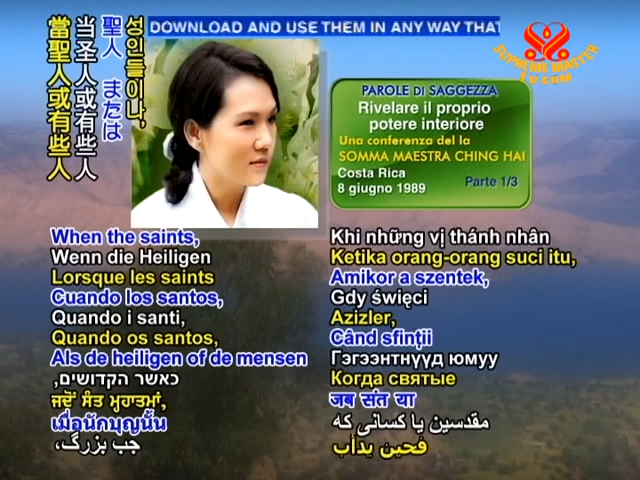 DOWNLOAD AND USE THEM IN ANY WAY THAT
SUPREME MASTER
TV.COM
성인들이나,
聖人 または
当圣人或有些人
當聖人或有些人
PAROLE DI SAGGEZZA
Rivelare il proprio
potere interiore
Una conferenza del la
SOMMA MAESTRA CHING HAI
Costa Rica
8 giugno 1989
Parte 1/3
When the saints,
Wenn die Heiligen
Lorsque les saints
Cuando los santos,
Quando i santi,
Quando os santos,
Als de heiligen of de mensen
כאשר הקדושים,
ਜਦੋਂ ਸੰਤ ਮਹਾਤਮਾਂ,
เมื่อนักบุญนั้น
جب بزرگ،
Khi những vị thánh nhân
Ketika orang-orang suci itu,
Amikor a szentek,
Gdy święci
Azizler,
Când sfinţii
Гэгээнтнүүд юмуу
Когда святые
जब संत या
مقدسین یا کسانی که
فحين يدأب